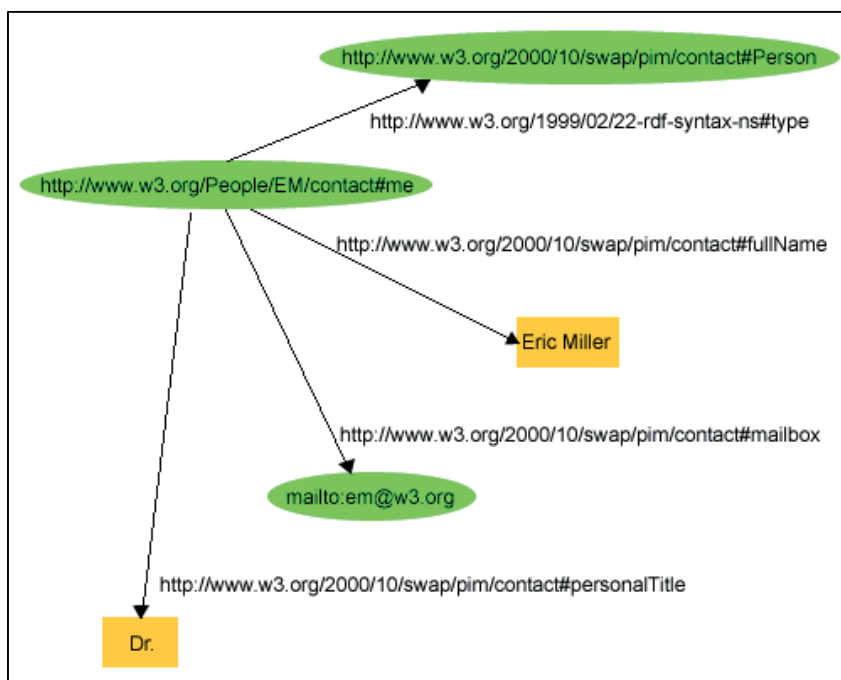 http://www.w3.org/2000/10/swap/pim/contact#Person
http://www.w3.org/1999/02/22-rdf-syntax-ns#type
http://www.w3.org/People/EM/contact#me
http://www.w3.org/2000/10/swap/pim/contact#fullName
Eric Miller
http://www.w3.org/2000/10/swap/pim/contact#mailbox
mailto:em@w3.org
http://www.w3.org/2000/10/swap/pim/contact#personalTitle
Dr.